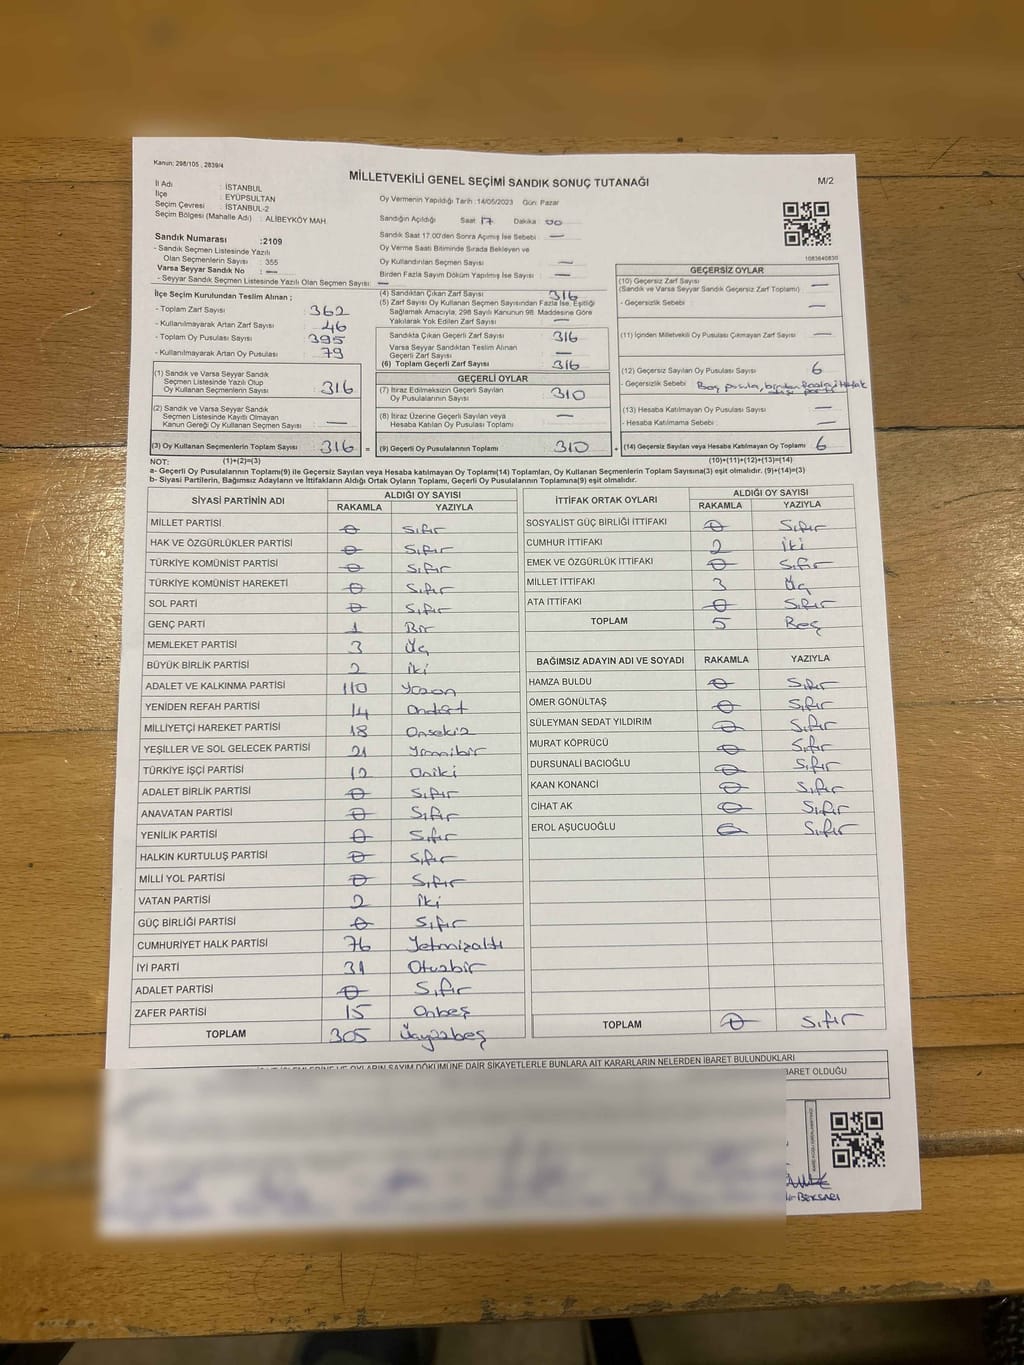 Kanun: 298/105 , 2839/4
MİLLETVEKİLİ GENEL SEÇİMİ SANDIK SONUÇ TUTANAĞI
M/2
İl Adı : İSTANBUL
İlçe : EYÜPSULTAN
Seçim Çevresi : İSTANBUL-2
Seçim Bölgesi (Mahalle Adı) : ALİBEYKÖY MAH.
Oy Vermenin Yapıldığı Tarih :14/05/2023 Gün: Pazar
Sandığın Açıldığı Saat 17 Dakika 00
Sandık Saat 17.00'den Sonra Açımış İse Sebebi : —
Oy Verme Saati Bitiminde Sırada Bekleyen ve
Oy Kullandırılan Seçmen Sayısı —
Birden Fazla Sayım Döküm Yapılmış İse Sayısı : —
1083640830
Sandık Numarası :2109
- Sandık Seçmen Listesinde Yazılı
Olan Seçmenlerin Sayısı : 355
Varsa Seyyar Sandık No : —
- Seyyar Sandık Seçmen Listesinde Yazılı Olan Seçmen Sayısı : —
İlçe Seçim Kurulundan Teslim Alınan ;
- Toplam Zarf Sayısı : 362
- Kullanılmayarak Artan Zarf Sayısı : 46
- Toplam Oy Pusulası Sayısı : 395
- Kullanılmayarak Artan Oy Pusulası : 79
(1) Sandık ve Varsa Seyyar Sandık
Seçmen Listesinde Yazılı Olup
Oy Kullanan Seçmenlerin Sayısı : 316
(2) Sandık ve Varsa Seyyar Sandık
Seçmen Listesinde Kayıtlı Olmayan
Kanun Gereği Oy Kullanan Seçmen Sayısı : —
(3) Oy Kullanan Seçmenlerin Toplam Sayısı : 316
(4) Sandıktan Çıkan Zarf Sayısı 316
(5) Zarf Sayısı Oy Kullanan Seçmen Sayısından Fazla İse, Eşitliği
Sağlamak Amacıyla, 298 Sayılı Kanunun 98. Maddesine Göre
Yakılarak Yok Edilen Zarf Sayısı : —
Sandıkta Çıkan Geçerli Zarf Sayısı : 316
Varsa Seyyar Sandıktan Teslim Alınan
Geçerli Zarf Sayısı : —
(6) Toplam Geçerli Zarf Sayısı : 316
GEÇERLİ OYLAR
(7) İtiraz Edilmeksizin Geçerli Sayılan
Oy Pusulalarının Sayısı : 310
(8) İtiraz Üzerine Geçerli Sayılan veya
Hesaba Katılan Oy Pusulaları Toplamı : —
= (9) Geçerli Oy Pusulalarının Toplamı : 310
GEÇERSİZ OYLAR
(10) Geçersiz Zarf Sayısı
(Sandık ve Varsa Seyyar Sandık Geçersiz Zarf Toplamı) : —
- Geçersizlik Sebebi : —
(11) İçinden Milletvekili Oy Pusulası Çıkmayan Zarf Sayısı : —
(12) Geçersiz Sayılan Oy Pusulası Sayısı : 6
- Geçersizlik Sebebi : Boş pusula, birden fazla
(13) Hesaba Katılmayan Oy Pusulası Sayısı : —
- Hesaba Katılmama Sebebi : —
+ (14) Geçersiz Sayılan veya Hesaba Katılmayan Oy Toplamı : 6
NOT: (1)+(2)=(3) (10)+(11)+(12)+(13)=(14)
a- Geçerli Oy Pusulalarının Toplamı(9) ile Geçersiz Sayılan veya Hesaba katılmayan Oy Toplamı(14) Toplamları, Oy Kullanan Seçmenlerin Toplam Sayısına(3) eşit olmalıdır. (9)+(14)=(3)
b- Siyasi Partilerin, Bağımsız Adayların ve İttifakların Aldığı Ortak Oyların Toplamı, Geçerli Oy Pusulalarının Toplamına(9) eşit olmalıdır.
SİYASİ PARTİNİN ADI ALDIĞI OY SAYISI
RAKAMLA YAZIYLA
MİLLET PARTİSİ 0 Sıfır
HAK VE ÖZGÜRLÜKLER PARTİSİ 0 Sıfır
TÜRKİYE KOMÜNİST PARTİSİ 0 Sıfır
TÜRKİYE KOMÜNİST HAREKETİ 0 Sıfır
SOL PARTİ 0 Sıfır
GENÇ PARTİ 1 Bir
MEMLEKET PARTİSİ 3 Üç
BÜYÜK BİRLİK PARTİSİ 2 iki
ADALET VE KALKINMA PARTİSİ 110 Yüzon
YENİDEN REFAH PARTİSİ 14 Ondört
MİLLİYETÇİ HAREKET PARTİSİ 18 Onsekiz
YEŞİLLER VE SOL GELECEK PARTİSİ 21 Yirmibir
TÜRKİYE İŞÇİ PARTİSİ 12 Oniki
ADALET BİRLİK PARTİSİ 0 Sıfır
ANAVATAN PARTİSİ 0 Sıfır
YENİLİK PARTİSİ 0 Sıfır
HALKIN KURTULUŞ PARTİSİ 0 Sıfır
MİLLİ YOL PARTİSİ 0 Sıfır
VATAN PARTİSİ 2 iki
GÜÇ BİRLİĞİ PARTİSİ 0 Sıfır
CUMHURİYET HALK PARTİSİ 76 Yetmişaltı
İYİ PARTİ 31 Otuzbir
ADALET PARTİSİ 0 Sıfır
ZAFER PARTİSİ 15 Onbeş
TOPLAM 305 Üçyüzbeş
İTTİFAK ORTAK OYLARI ALDIĞI OY SAYISI
RAKAMLA YAZIYLA
SOSYALİST GÜÇ BİRLİĞİ İTTİFAKI 0 Sıfır
CUMHUR İTTİFAKI 2 iki
EMEK VE ÖZGÜRLÜK İTTİFAKI 0 Sıfır
MİLLET İTTİFAKI 3 Üç
ATA İTTİFAKI 0 Sıfır
TOPLAM 5 Beş
BAĞIMSIZ ADAYIN ADI VE SOYADI RAKAMLA YAZIYLA
HAMZA BULDU 0 Sıfır
ÖMER GÖNÜLTAŞ 0 Sıfır
SÜLEYMAN SEDAT YILDIRIM 0 Sıfır
MURAT KÖPRÜCÜ 0 Sıfır
DURSUNALİ BACIOĞLU 0 Sıfır
KAAN KONANCI 0 Sıfır
CİHAT AK 0 Sıfır
EROL AŞUCUOĞLU 0 Sıfır
TOPLAM 0 Sıfır
OYLARIN SAYIM DÖKÜMÜNE DAİR ŞİKAYETLERLE BUNLARA AİT KARARLARIN NELERDEN İBARET BULUNDUKLARI
BARET OLDUĞU